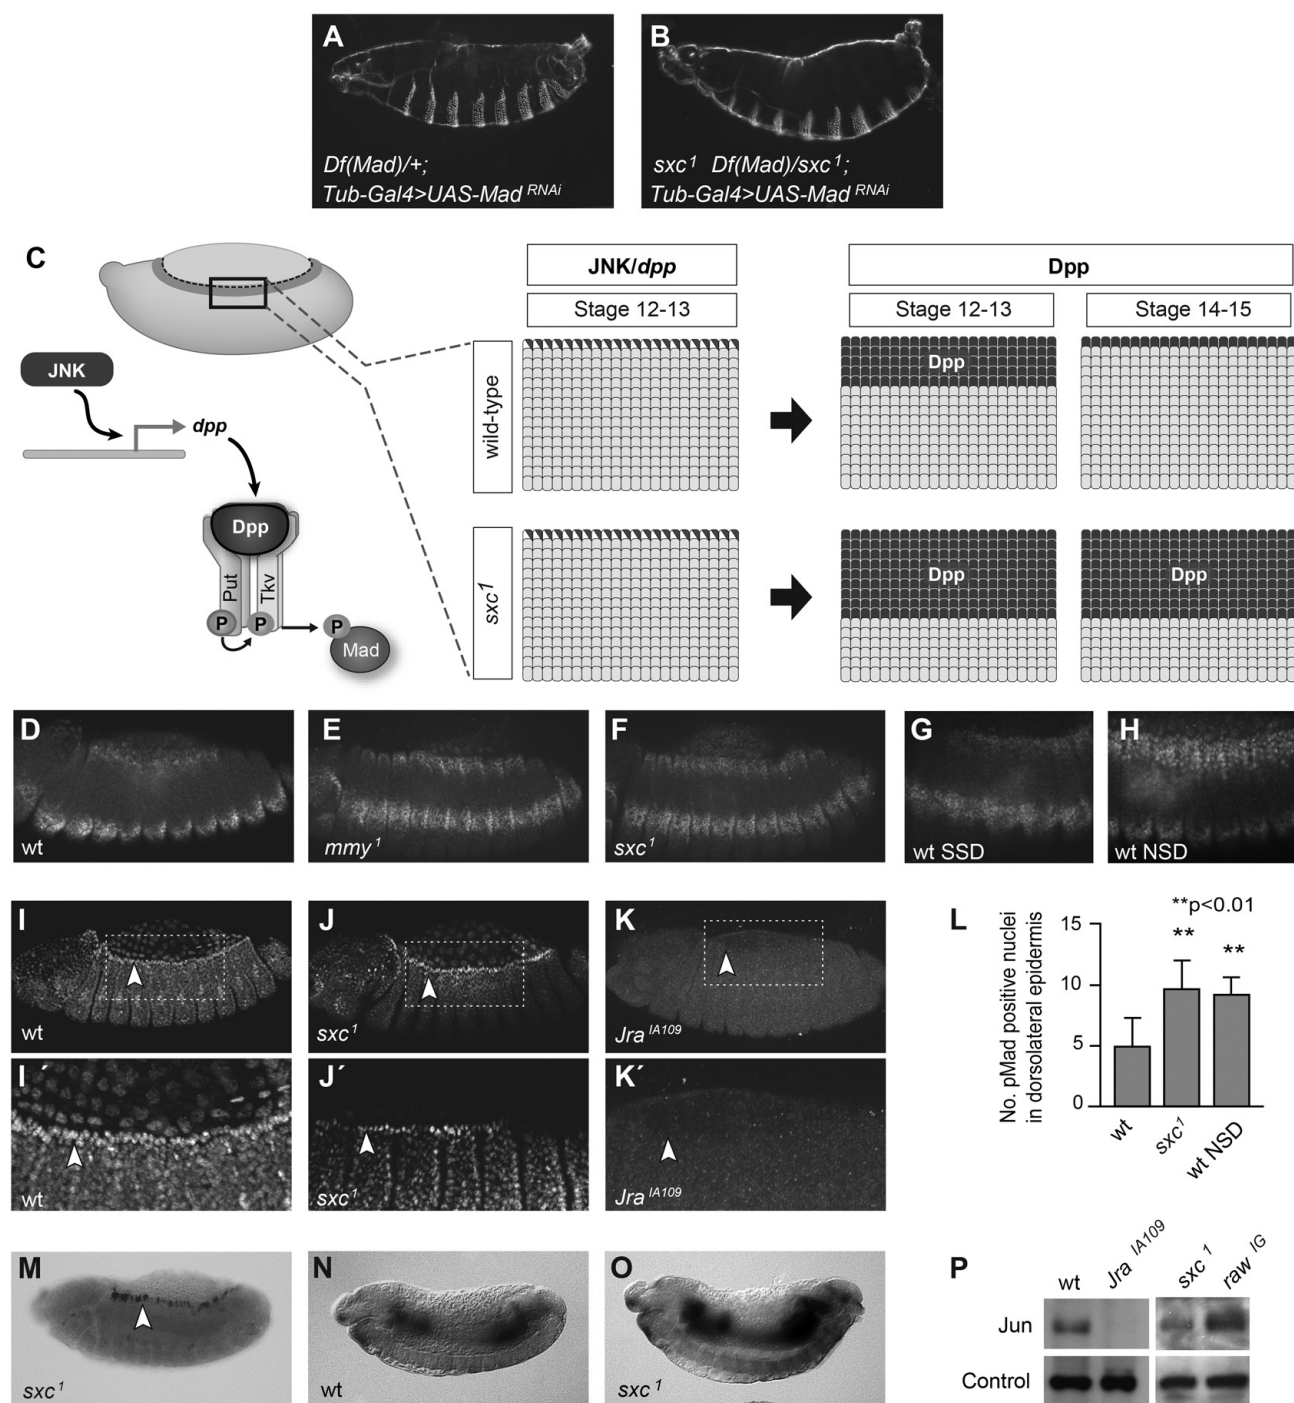 A
Df(Mad)/+;
Tub-Gal4>UAS-Mad RNAi
B
sxc¹ Df(Mad)/sxc¹;
Tub-Gal4>UAS-Mad RNAi
C
JNK
dpp
Dpp
Put
Tkv
P
P
P
Mad
JNK/dpp
Dpp
Stage 12-13
Stage 12-13
Stage 14-15
wild-type
Dpp
sxc¹
Dpp
Dpp
D
wt
E
mmy¹
F
sxc¹
G
wt SSD
H
wt NSD
I
wt
J
sxc¹
K
Jra IA109
I´
wt
J´
sxc¹
K´
Jra IA109
L
**p<0.01
**
**
No. pMad positive nuclei
in dorsolateral epidermis
15
10
5
0
wt
sxc¹
wt NSD
M
sxc¹
N
wt
O
sxc¹
P
wt
Jra IA109
sxc¹
raw IG
Jun
Control